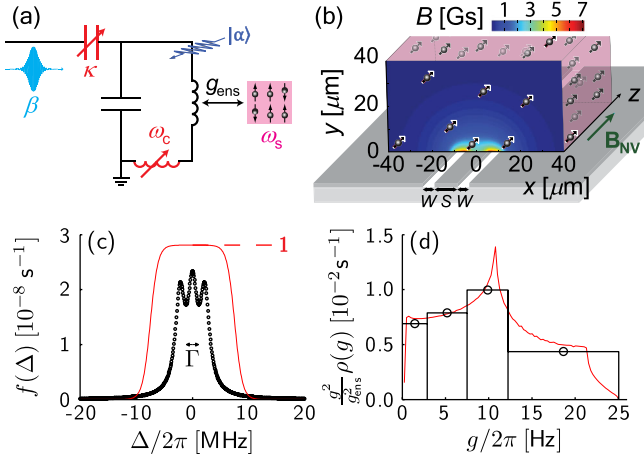 (a)
κ
|α⟩
g_ens
β
ω_c
ω_s
(b)
B [Gs]
1 3 5 7
y [μm]
40
20
0
-40 -20 0 20 40
x [μm]
z
B_NV
W S W
(c)
f(Δ) [10⁻⁸ s⁻¹]
3
2
1
0
1
Γ
-20 -10 0 10 20
Δ/2π [MHz]
(d)
g²/g²_ens ρ(g) [10⁻² s⁻¹]
1.5
1.0
0.5
0.0
0 5 10 15 20 25
g/2π [Hz]